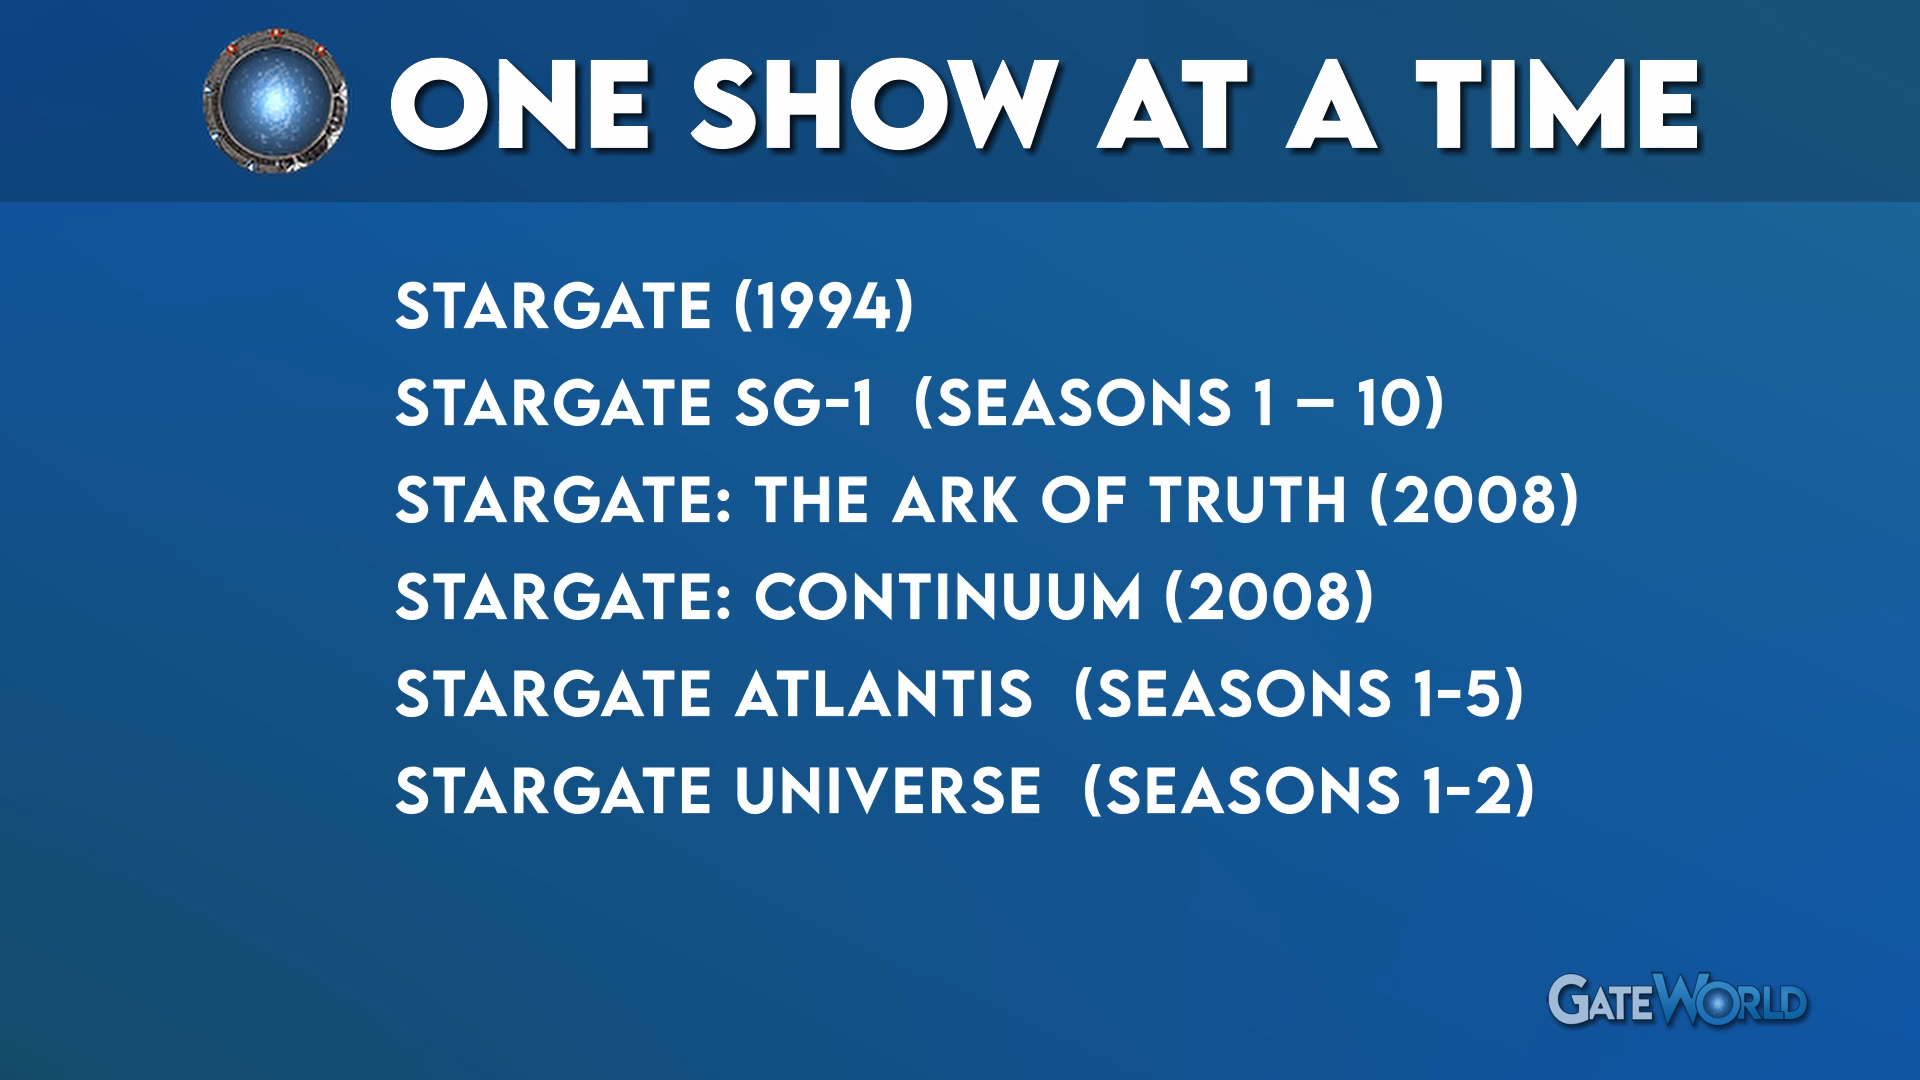 ONE SHOW AT A TIME
STARGATE (1994)
STARGATE SG-1 (SEASONS 1 – 10)
STARGATE: THE ARK OF TRUTH (2008)
STARGATE: CONTINUUM (2008)
STARGATE ATLANTIS (SEASONS 1-5)
STARGATE UNIVERSE (SEASONS 1-2)
GATEWORLD